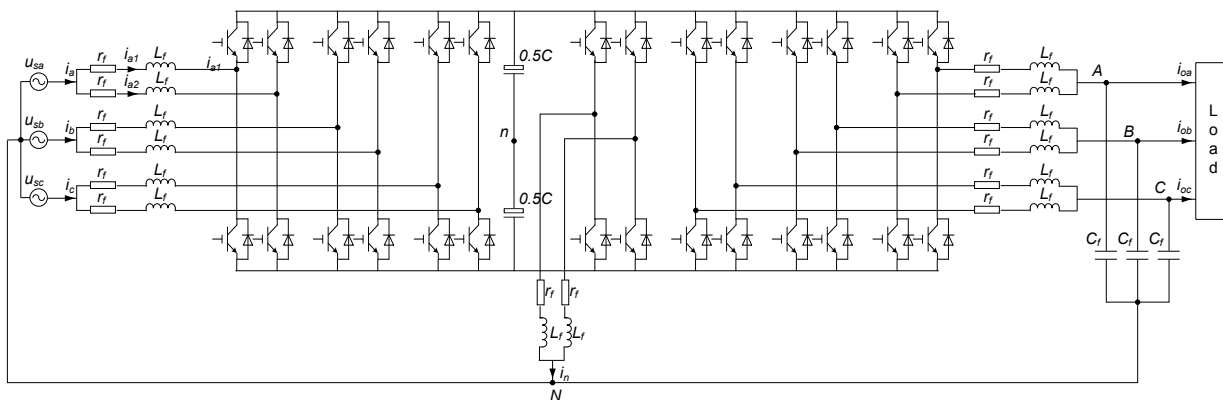 0.5C
u_sa
i_a
r_f
i_a1
L_f
i_a1
r_f
i_a2
L_f
u_sb
i_b
r_f
L_f
r_f
L_f
u_sc
i_c
r_f
L_f
r_f
L_f
n
0.5C
r_f
r_f
L_f
L_f
i_n
N
r_f
L_f
r_f
L_f
A
i_oa
r_f
L_f
r_f
L_f
B
i_ob
r_f
L_f
r_f
L_f
C
i_oc
Load
C_f
C_f
C_f